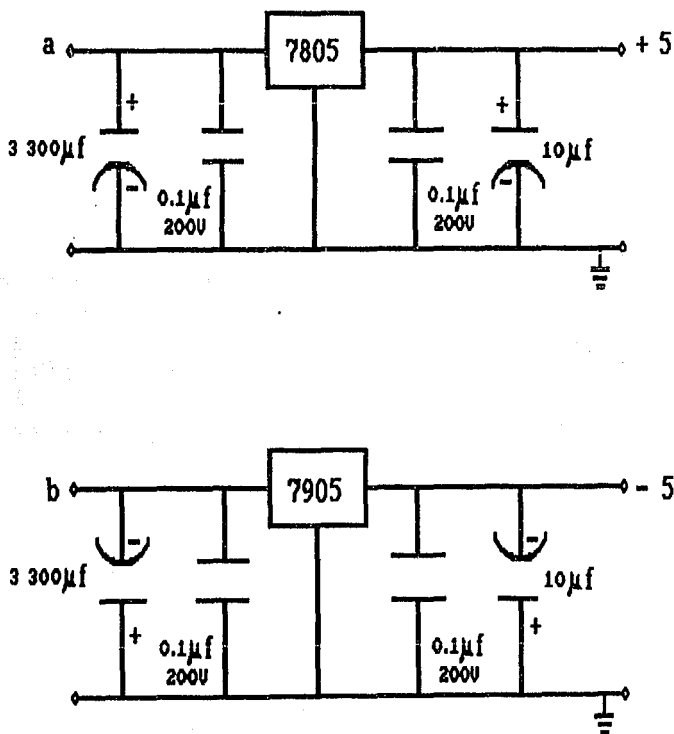 a 7805 + 5
+ +
3 300µf 10µf
- -
0.1µf 0.1µf
200V 200V
b 7905 - 5
- -
3 300µf 10µf
+ +
0.1µf 0.1µf
200V 200V